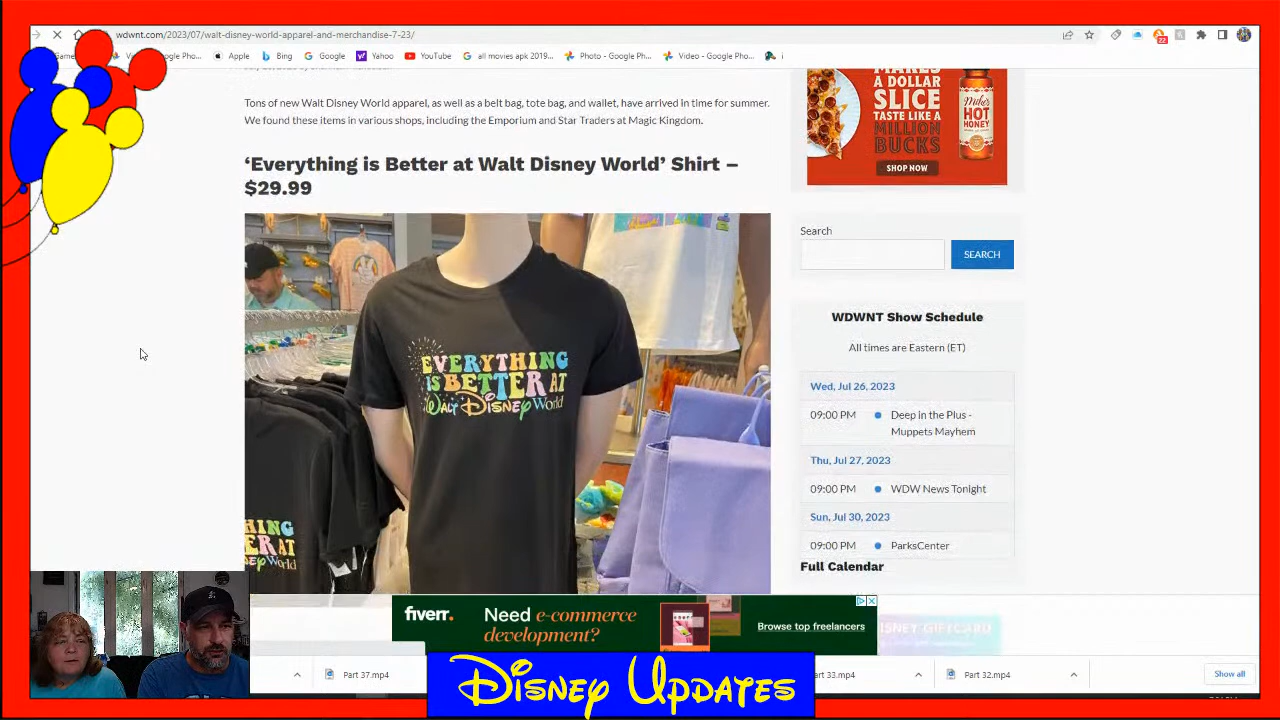 wdwnt.com/2023/07/walt-disney-world-apparel-and-merchandise-7-23/
22
Apple
Bing
Google
Yahoo
YouTube
all movies apk 2019...
Photo - Google Ph...
Video - Google Pho...
Tons of new Walt Disney World apparel, as well as a belt bag, tote bag, and wallet, have arrived in time for summer.
We found these items in various shops, including the Emporium and Star Traders at Magic Kingdom.
‘Everything is Better at Walt Disney World’ Shirt –
$29.99
EVERYTHING
IS BETTER AT
WALT DISNEY World
MAKES
A DOLLAR
SLICE
TASTE LIKE A
MILLION
BUCKS
Mike's
HOT
HONEY
SHOP NOW
Search
SEARCH
WDWNT Show Schedule
All times are Eastern (ET)
Wed, Jul 26, 2023
09:00 PM
Deep in the Plus -
Muppets Mayhem
Thu, Jul 27, 2023
09:00 PM
WDW News Tonight
Sun, Jul 30, 2023
09:00 PM
ParksCenter
Full Calendar
fiverr.
Need e-commerce
development?
Browse top freelancers
DISNEY GIFTCARD
Part 37.mp4
Part 33.mp4
Part 32.mp4
Show all
DISNEY UPDATES